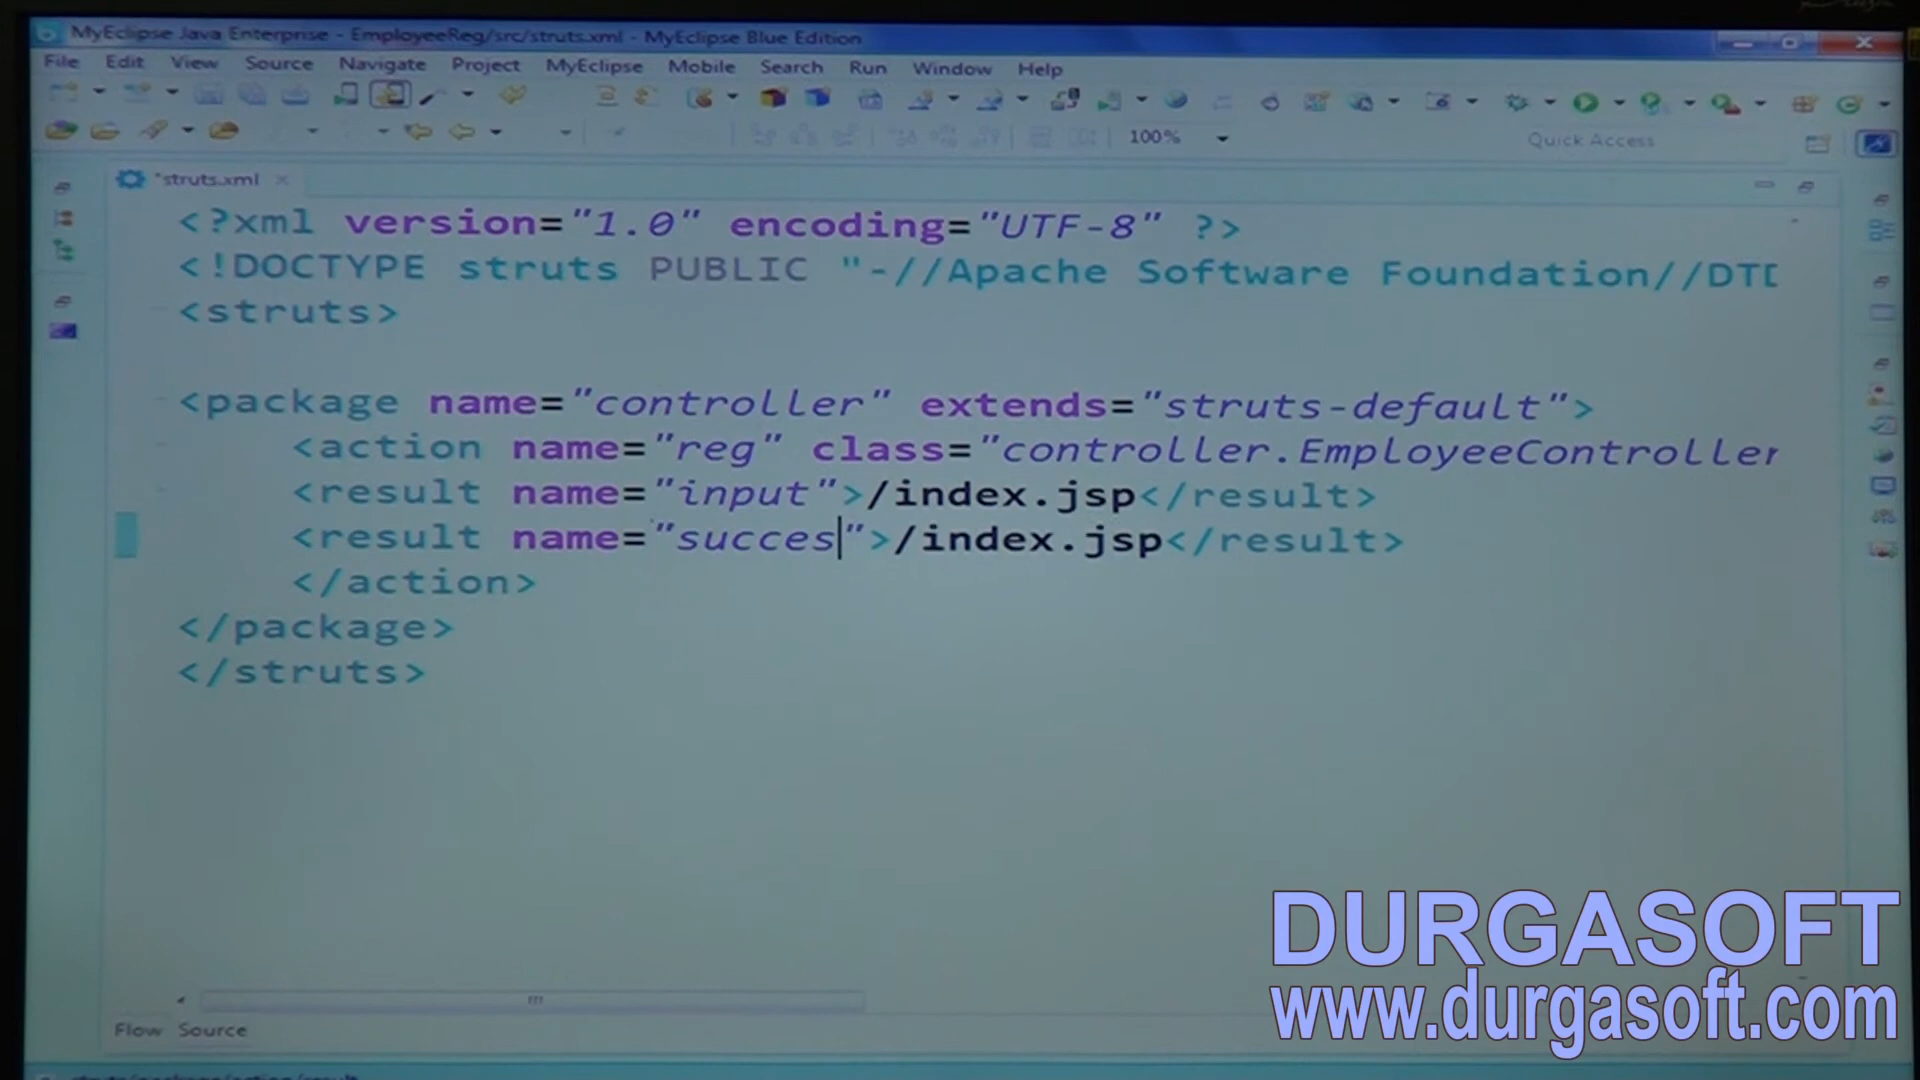 MyEclipse Java Enterprise - EmployeeReg/src/struts.xml - MyEclipse Blue Edition
File Edit View Source Navigate Project MyEclipse Mobile Search Run Window Help
100%
Quick Access
*struts.xml
<?xml version="1.0" encoding="UTF-8" ?>
<!DOCTYPE struts PUBLIC "-//Apache Software Foundation//DTD
<struts>
<package name="controller" extends="struts-default">
<action name="reg" class="controller.EmployeeController
<result name="input">/index.jsp</result>
<result name="succes">/index.jsp</result>
</action>
</package>
</struts>
Flow Source
DURGASOFT
www.durgasoft.com